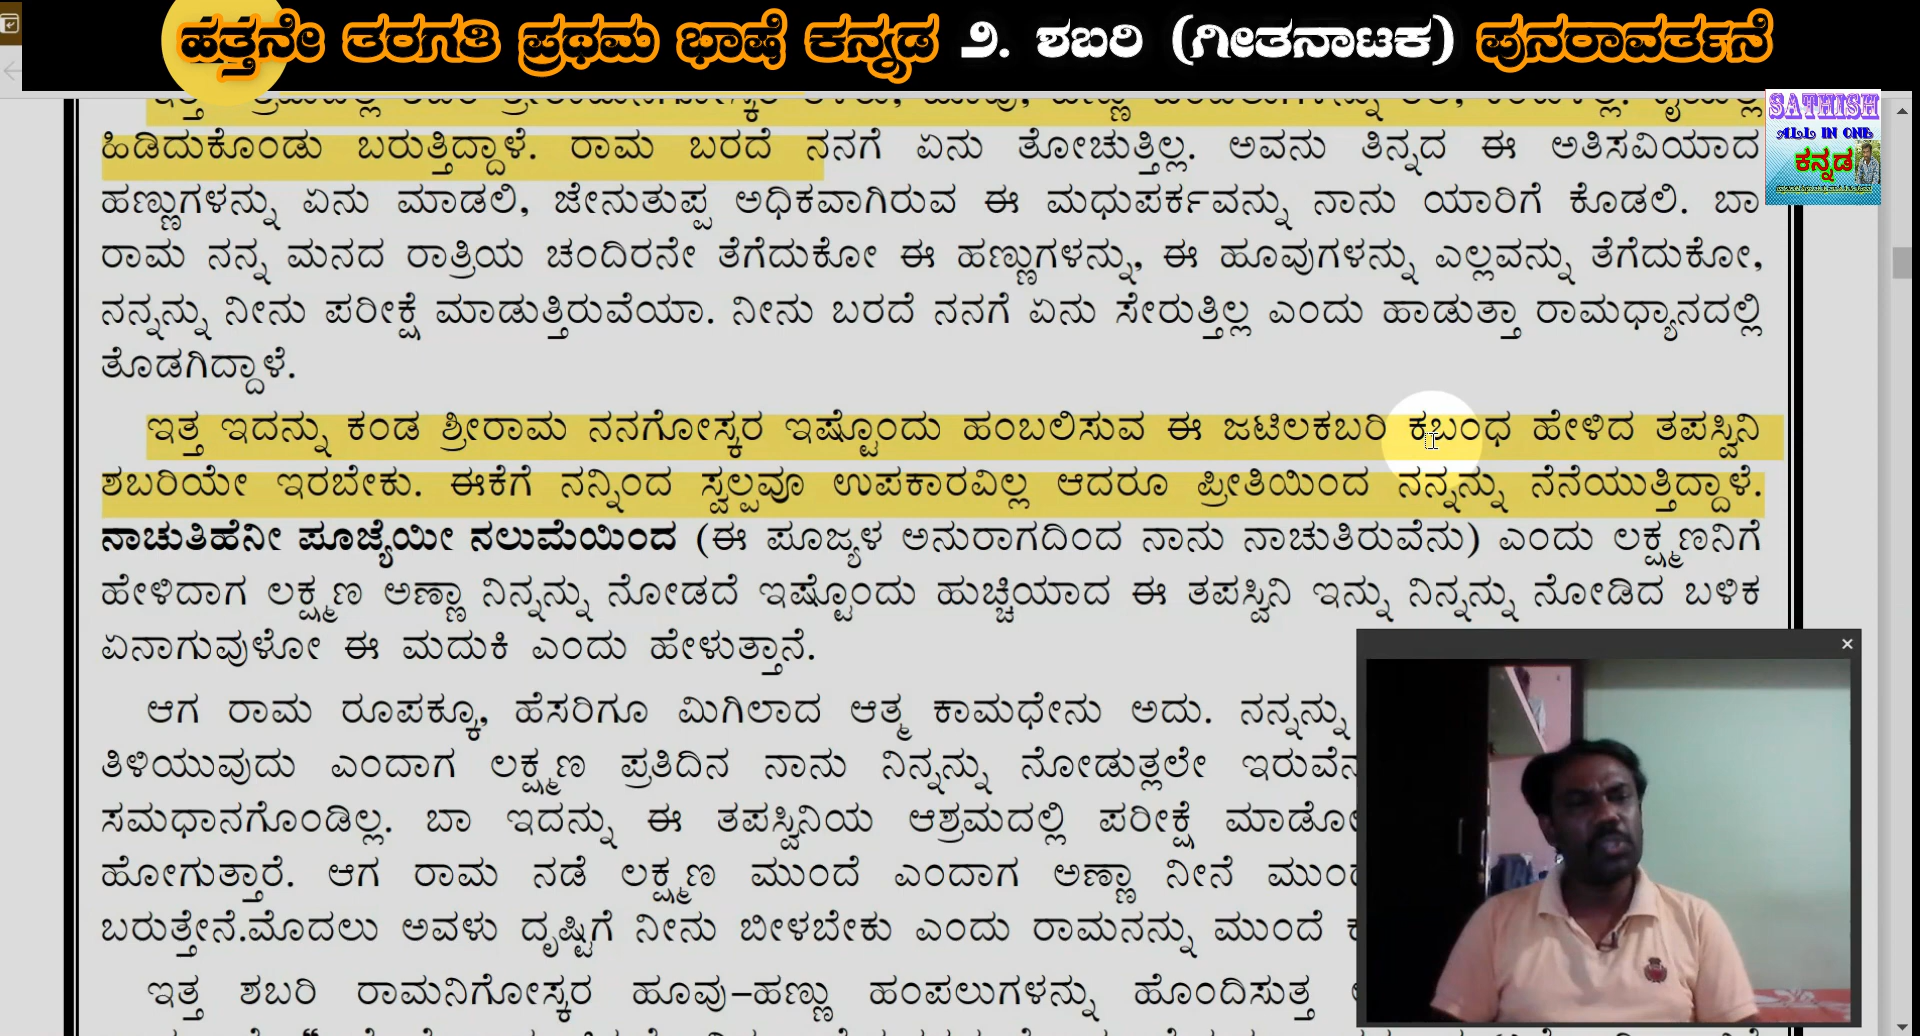 ಹತ್ತನೇ ತರಗತಿ ಪ್ರಥಮ ಭಾಷೆ ಕನ್ನಡ ೨. ಶಬರಿ (ಗೀತನಾಟಕ) ಪುನರಾವರ್ತನೆ
SATHISH
ALL IN ONE
ಕನ್ನಡ
ಹಿಡಿದುಕೊಂಡು ಬರುತ್ತಿದ್ದಾಳೆ. ರಾಮ ಬರದೆ ನನಗೆ ಏನು ತೋಚುತ್ತಿಲ್ಲ. ಅವನು ತಿನ್ನದ ಈ ಅತಿಸವಿಯಾದ
ಹಣ್ಣುಗಳನ್ನು ಏನು ಮಾಡಲಿ, ಜೇನುತುಪ್ಪ ಅಧಿಕವಾಗಿರುವ ಈ ಮಧುಪರ್ಕವನ್ನು ನಾನು ಯಾರಿಗೆ ಕೊಡಲಿ. ಬಾ
ರಾಮ ನನ್ನ ಮನದ ರಾತ್ರಿಯ ಚಂದಿರನೇ ತೆಗೆದುಕೋ ಈ ಹಣ್ಣುಗಳನ್ನು, ಈ ಹೂವುಗಳನ್ನು ಎಲ್ಲವನ್ನು ತೆಗೆದುಕೋ,
ನನ್ನನ್ನು ನೀನು ಪರೀಕ್ಷೆ ಮಾಡುತ್ತಿರುವೆಯಾ. ನೀನು ಬರದೆ ನನಗೆ ಏನು ಸೇರುತ್ತಿಲ್ಲ ಎಂದು ಹಾಡುತ್ತಾ ರಾಮಧ್ಯಾನದಲ್ಲಿ
ತೊಡಗಿದ್ದಾಳೆ.
ಇತ್ತ ಇದನ್ನು ಕಂಡ ಶ್ರೀರಾಮ ನನಗೋಸ್ಕರ ಇಷ್ಟೊಂದು ಹಂಬಲಿಸುವ ಈ ಜಟಿಲಕಬರಿ ಕಬಂಧ ಹೇಳಿದ ತಪಸ್ವಿನಿ
ಶಬರಿಯೇ ಇರಬೇಕು. ಈಕೆಗೆ ನನ್ನಿಂದ ಸ್ವಲ್ಪವೂ ಉಪಕಾರವಿಲ್ಲ ಆದರೂ ಪ್ರೀತಿಯಿಂದ ನನ್ನನ್ನು ನೆನೆಯುತ್ತಿದ್ದಾಳೆ.
ನಾಚುತಿಹೆನೀ ಪೂಜ್ಯೆಯೀ ನಲುಮೆಯಿಂದ (ಈ ಪೂಜ್ಯಳ ಅನುರಾಗದಿಂದ ನಾನು ನಾಚುತಿರುವೆನು) ಎಂದು ಲಕ್ಷ್ಮಣನಿಗೆ
ಹೇಳಿದಾಗ ಲಕ್ಷ್ಮಣ ಅಣ್ಣಾ ನಿನ್ನನ್ನು ನೋಡದೆ ಇಷ್ಟೊಂದು ಹುಚ್ಚಿಯಾದ ಈ ತಪಸ್ವಿನಿ ಇನ್ನು ನಿನ್ನನ್ನು ನೋಡಿದ ಬಳಿಕ
ಏನಾಗುವುಳೋ ಈ ಮದುಕಿ ಎಂದು ಹೇಳುತ್ತಾನೆ.
ಆಗ ರಾಮ ರೂಪಕ್ಕೂ, ಹೆಸರಿಗೂ ಮಿಗಿಲಾದ ಆತ್ಮ ಕಾಮಧೇನು ಅದು. ನನ್ನನ್ನು
ತಿಳಿಯುವುದು ಎಂದಾಗ ಲಕ್ಷ್ಮಣ ಪ್ರತಿದಿನ ನಾನು ನಿನ್ನನ್ನು ನೋಡುತ್ತಲೇ
ಸಮಧಾನಗೊಂಡಿಲ್ಲ. ಬಾ ಇದನ್ನು ಈ ತಪಸ್ವಿನಿಯ ಆಶ್ರಮದಲ್ಲಿ ಪರೀಕ್ಷೆ
ಹೋಗುತ್ತಾರೆ. ಆಗ ರಾಮ ನಡೆ ಲಕ್ಷ್ಮಣ ಮುಂದೆ ಎಂದಾಗ ಅಣ್ಣಾ ನೀನೆ
ಬರುತ್ತೇನೆ.ಮೊದಲು ಅವಳು ದೃಷ್ಟಿಗೆ ನೀನು ಬೀಳಬೇಕು ಎಂದು ರಾಮನನ್ನು ಮುಂದೆ
ಇತ್ತ ಶಬರಿ ರಾಮನಿಗೋಸ್ಕರ ಹೂವು-ಹಣ್ಣು ಹಂಪಲುಗಳನ್ನು ಹೊಂದಿಸುತ್ತ